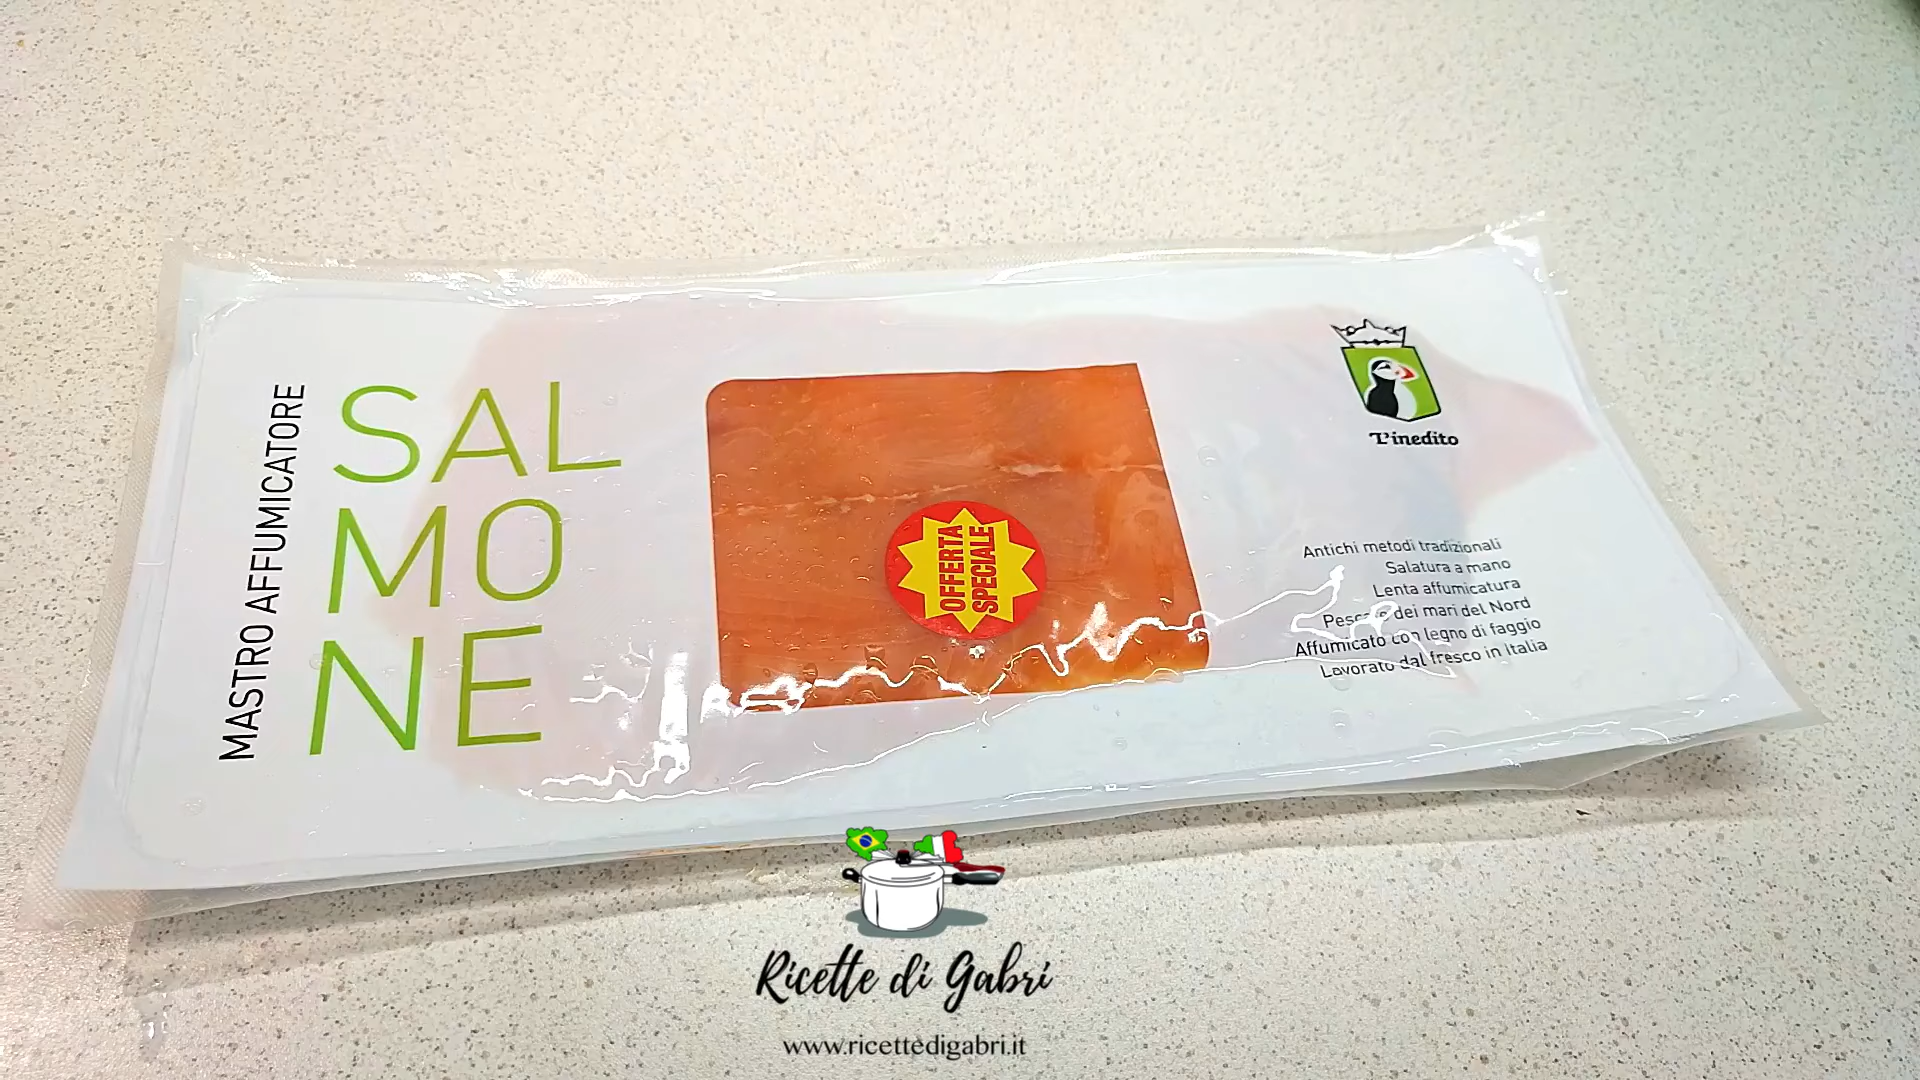 MASTRO AFFUMICATORE
SAL
MO
NE
OFFERTA
SPECIALE
L'inedito
Antichi metodi tradizionali
Salatura a mano
Lenta affumicatura
dei mari del Nord
Affumicato con legno di faggio
Lavorato dal fresco in Italia
Ricette di Gabri
www.ricettedigabri.it